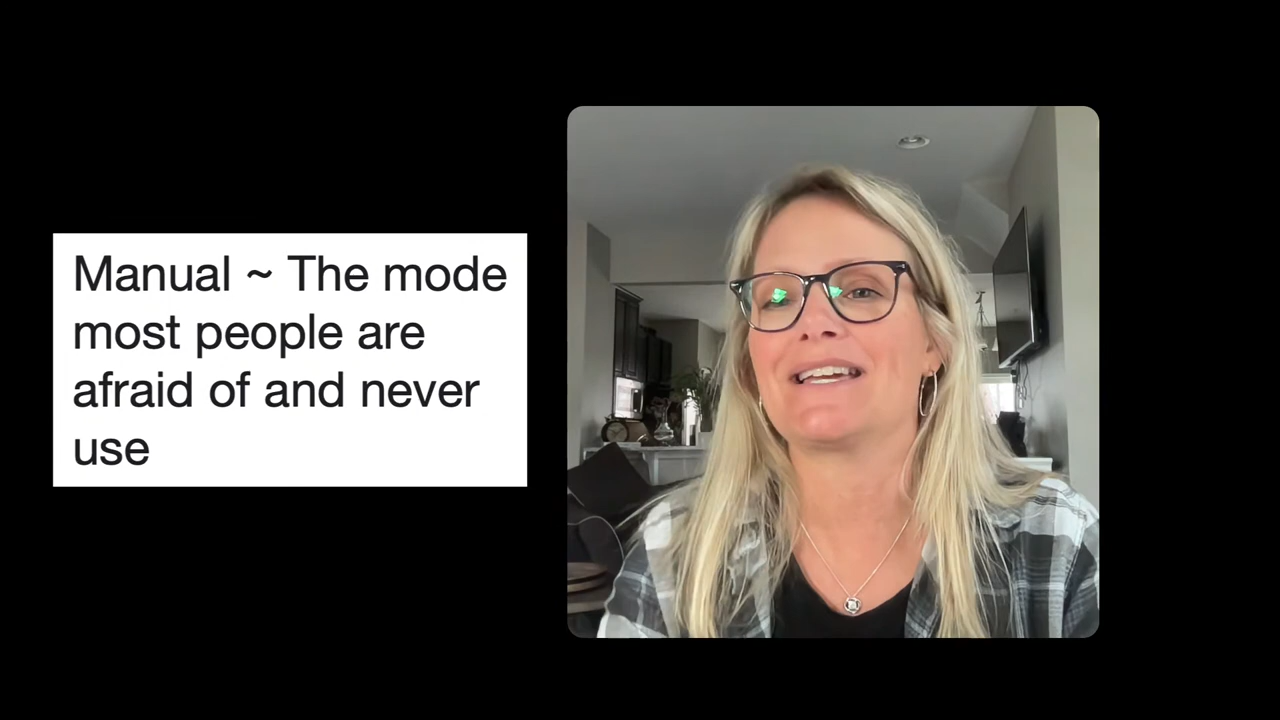 Manual ~ The mode
most people are
afraid of and never
use